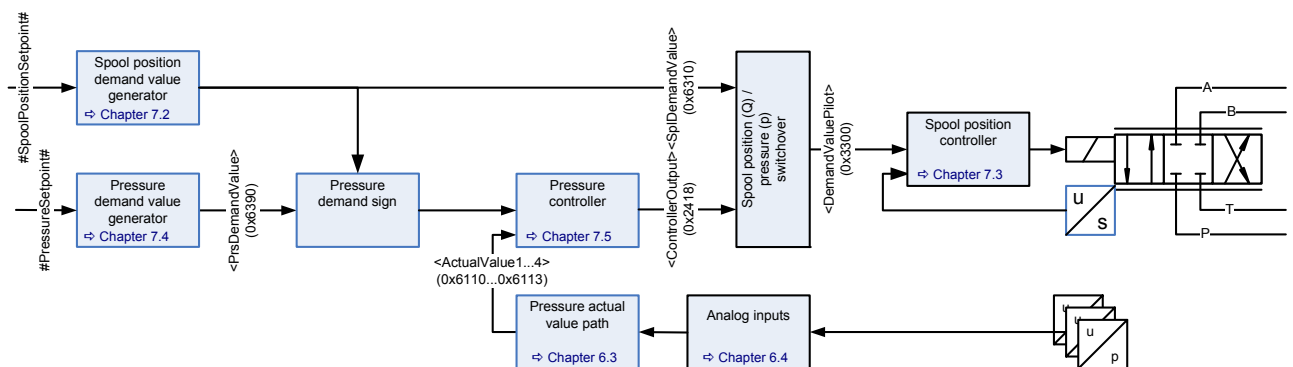 #SpoolPositionSetpoint#
Spool position
demand value
generator
⇨ Chapter 7.2
<SplDemandValue>
(0x6310)
Spool position (Q) /
pressure (p)
switchover
<DemandValuePilot>
(0x3300)
Spool position
controller
⇨ Chapter 7.3
A
B
T
P
u
s
#PressureSetpoint#
Pressure
demand value
generator
⇨ Chapter 7.4
<PrsDemandValue>
(0x6390)
Pressure
demand sign
Pressure
controller
⇨ Chapter 7.5
<ControllerOutput>
(0x2418)
<ActualValue1...4>
(0x6110...0x6113)
Pressure actual
value path
⇨ Chapter 6.3
Analog inputs
⇨ Chapter 6.4
u
u
u
p